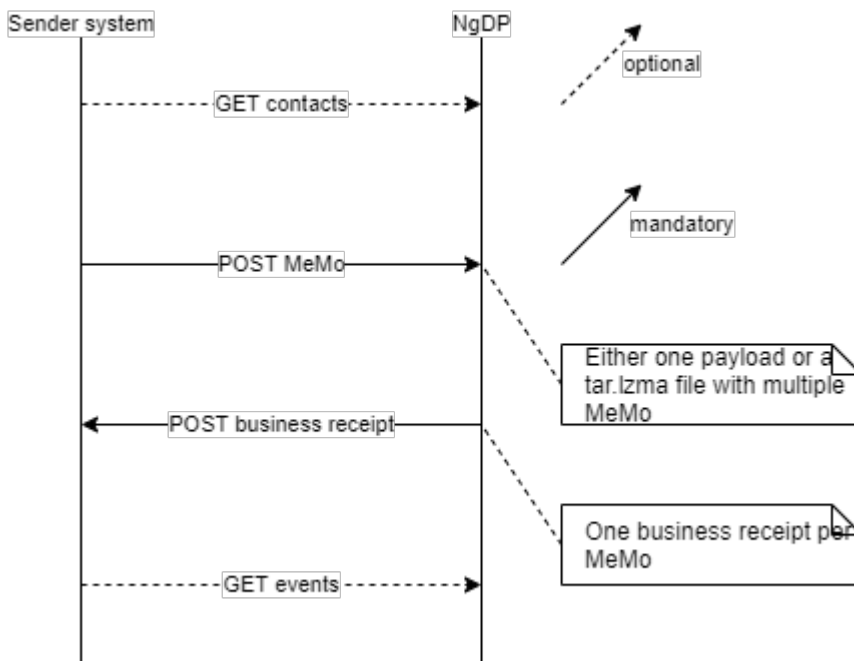 Sender system
NgDP
optional
GET contacts
mandatory
POST MeMo
Either one payload or a
tar.lzma file with multiple
MeMo
POST business receipt
One business receipt per
MeMo
GET events